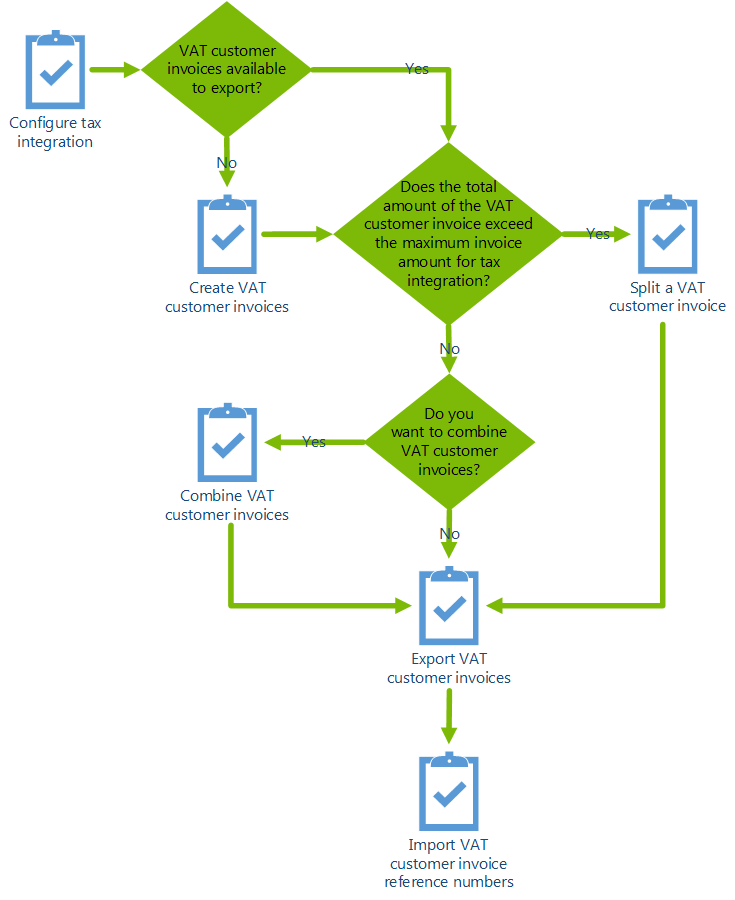 VAT customer
invoices available
to export?
Yes
Configure tax
integration
No
Does the total
amount of the VAT
customer invoice exceed
the maximum invoice
amount for tax
integration?
Yes
Create VAT
customer invoices
Split a VAT
customer invoice
No
Do you
want to combine
VAT customer
invoices?
Yes
Combine VAT
customer invoices
No
Export VAT
customer invoices
Import VAT
customer invoice
reference numbers